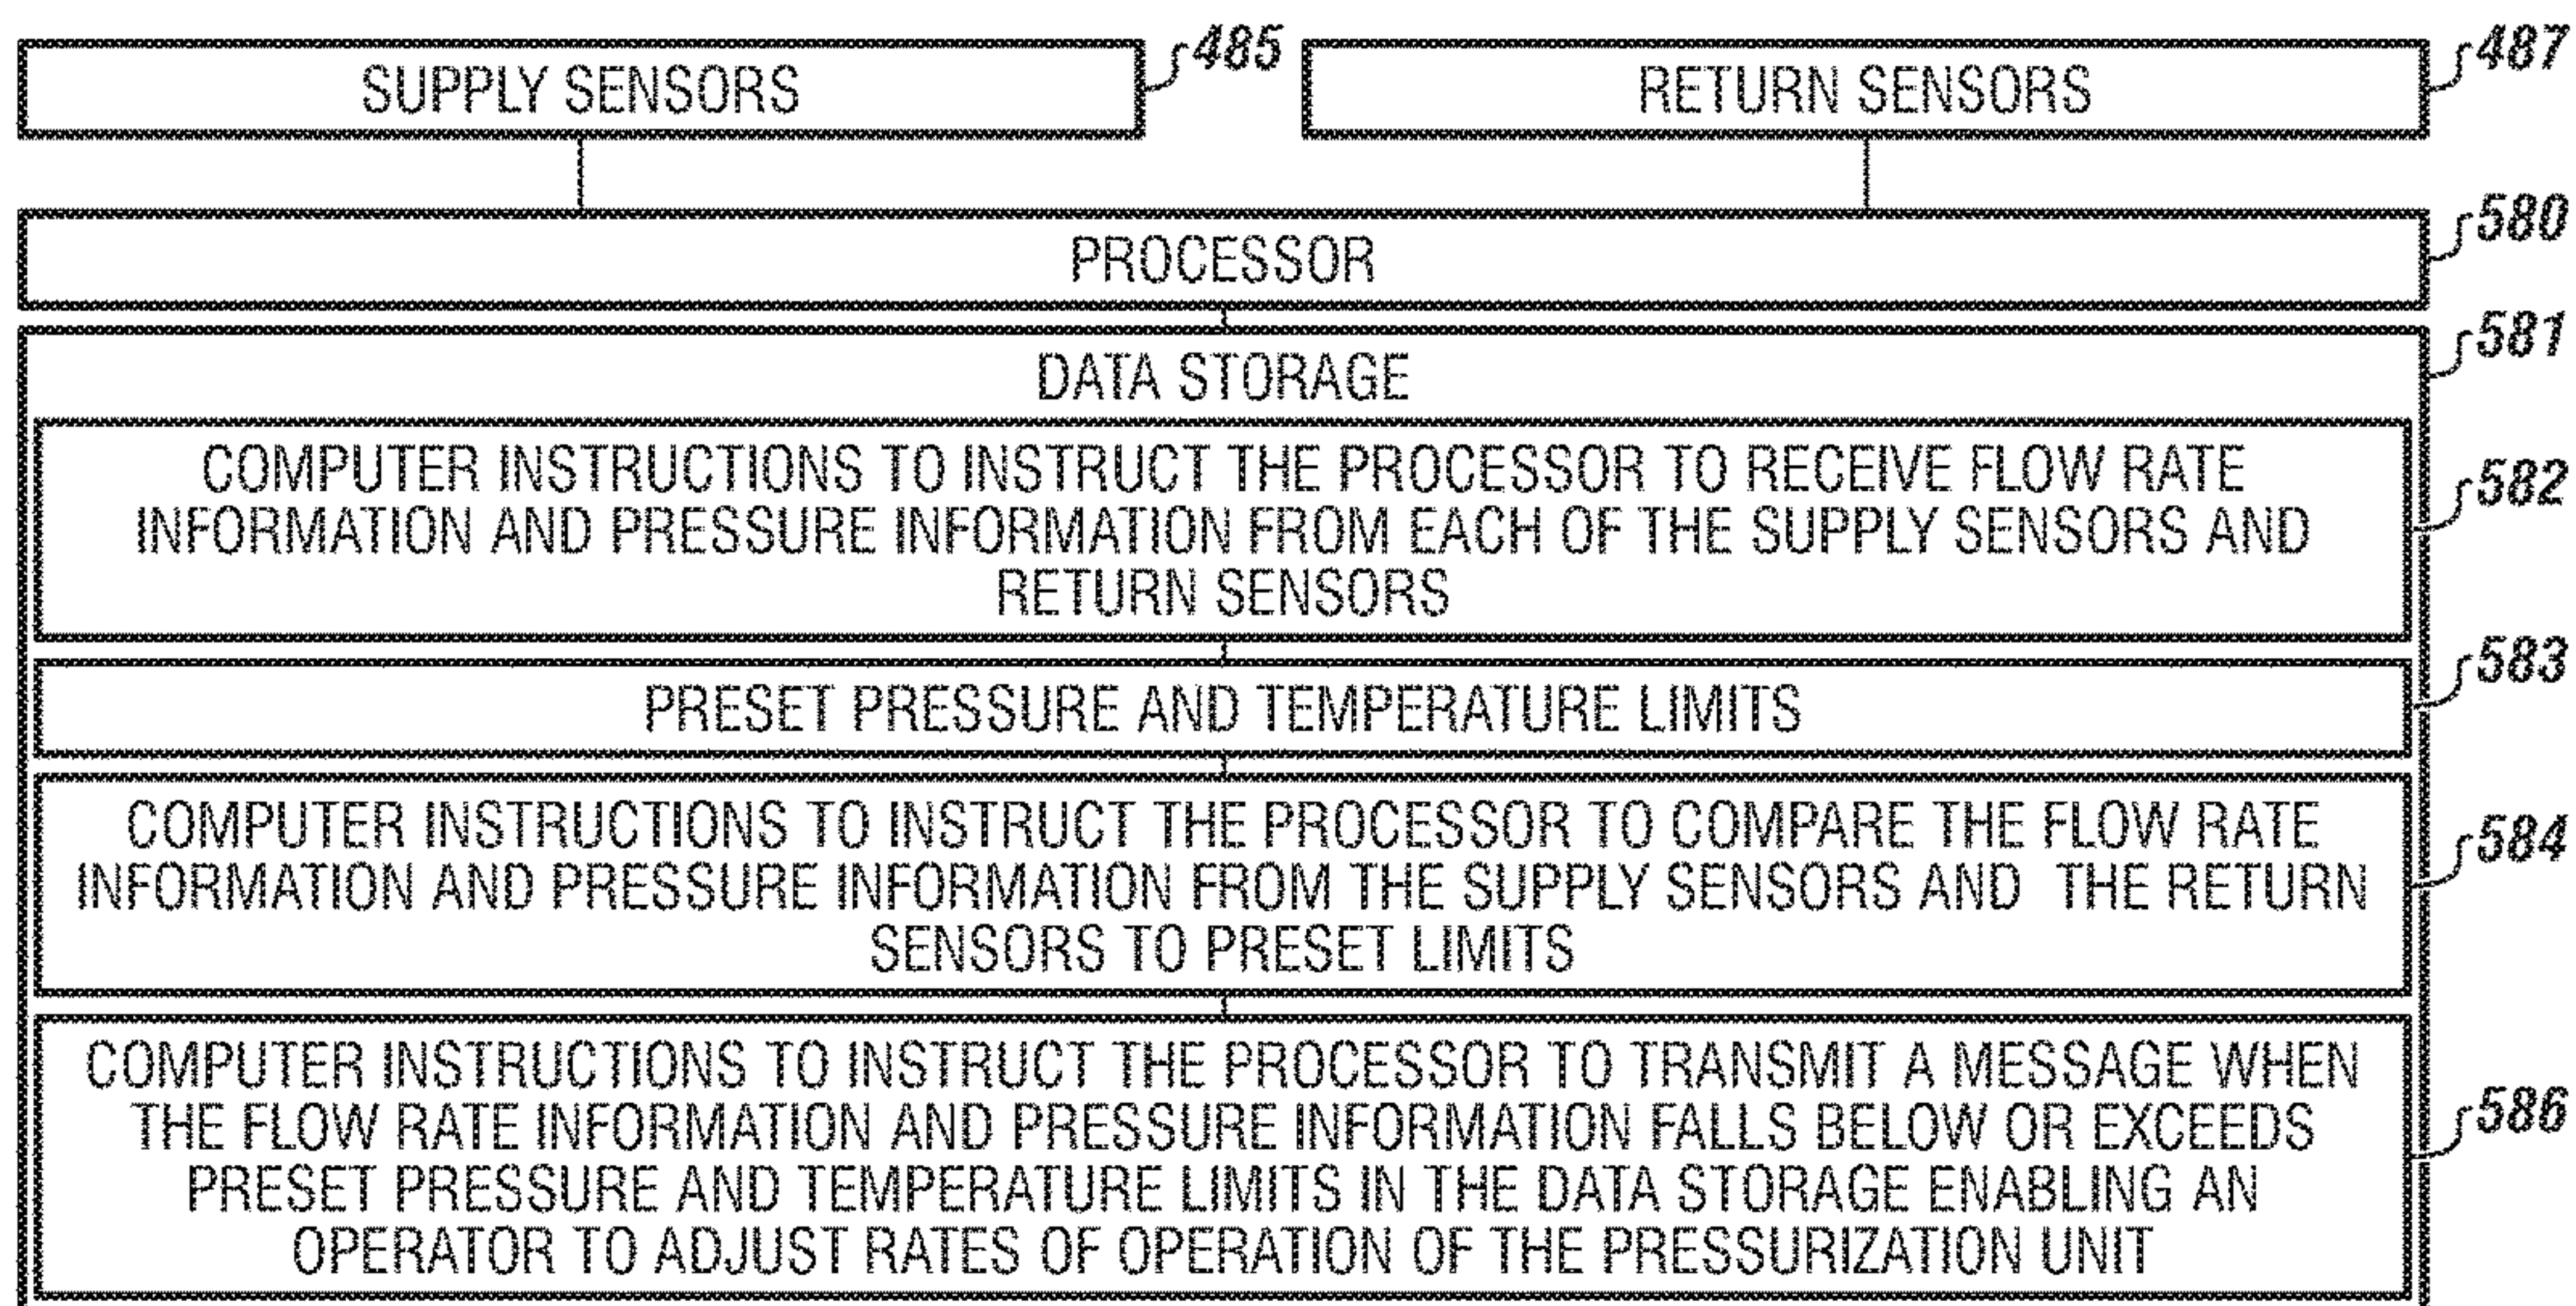 SUPPLY SENSORS
485
RETURN SENSORS
487
PROCESSOR
580
DATA STORAGE
581
COMPUTER INSTRUCTIONS TO INSTRUCT THE PROCESSOR TO RECEIVE FLOW RATE
INFORMATION AND PRESSURE INFORMATION FROM EACH OF THE SUPPLY SENSORS AND
RETURN SENSORS
582
PRESET PRESSURE AND TEMPERATURE LIMITS
583
COMPUTER INSTRUCTIONS TO INSTRUCT THE PROCESSOR TO COMPARE THE FLOW RATE
INFORMATION AND PRESSURE INFORMATION FROM THE SUPPLY SENSORS AND THE RETURN
SENSORS TO PRESET LIMITS
584
COMPUTER INSTRUCTIONS TO INSTRUCT THE PROCESSOR TO TRANSMIT A MESSAGE WHEN
THE FLOW RATE INFORMATION AND PRESSURE INFORMATION FALLS BELOW OR EXCEEDS
PRESET PRESSURE AND TEMPERATURE LIMITS IN THE DATA STORAGE ENABLING AN
OPERATOR TO ADJUST RATES OF OPERATION OF THE PRESSURIZATION UNIT
586